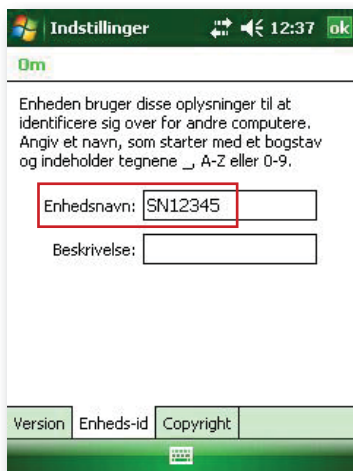 Indstillinger 12:37 ok
Om
Enheden bruger disse oplysninger til at
identificere sig over for andre computere.
Angiv et navn, som starter med et bogstav
og indeholder tegnene _, A-Z eller 0-9.
Enhedsnavn: SN12345
Beskrivelse:
Version Enheds-id Copyright